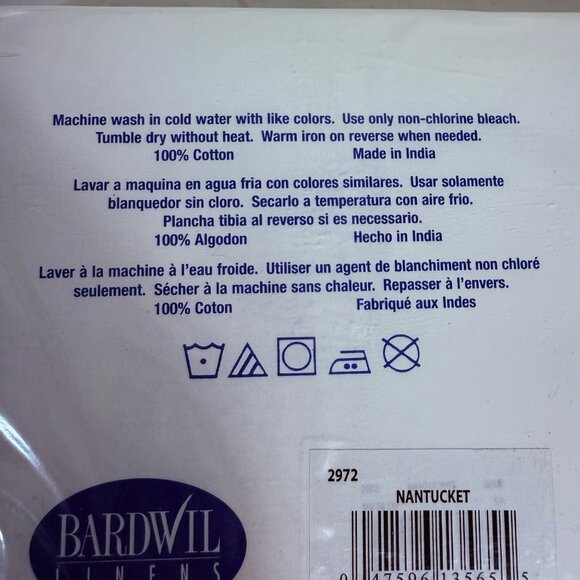 Machine wash in cold water with like colors. Use only non-chlorine bleach.
Tumble dry without heat. Warm iron on reverse when needed.
100% Cotton Made in India
Lavar a maquina en agua fria con colores similares. Usar solamente
blanquedor sin cloro. Secarlo a temperatura con aire frio.
Plancha tibia al reverso si es necessario.
100% Algodon Hecho in India
Laver à la machine à l'eau froide. Utiliser un agent de blanchiment non chloré
seulement. Sécher à la machine sans chaleur. Repasser à l'envers.
100% Coton Fabriqué aux Indes
2972
NANTUCKET
BARDWIL
LINENS
0 47596 13565 5